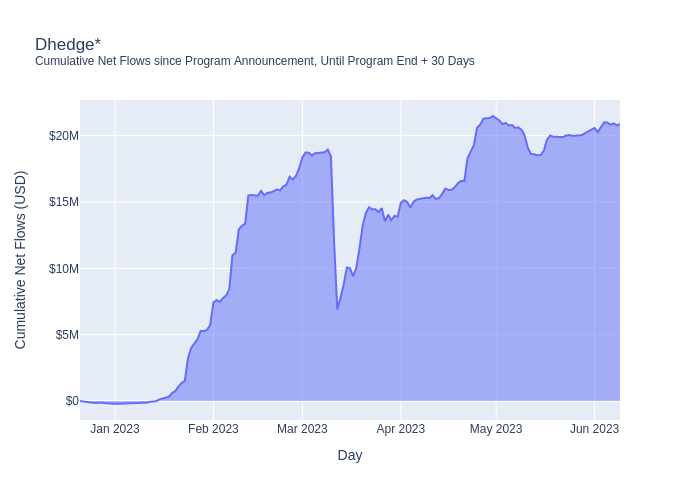 Dhedge*
Cumulative Net Flows since Program Announcement, Until Program End + 30 Days
Cumulative Net Flows (USD)
$20M
$15M
$10M
$5M
$0
Jan 2023
Feb 2023
Mar 2023
Apr 2023
May 2023
Jun 2023
Day